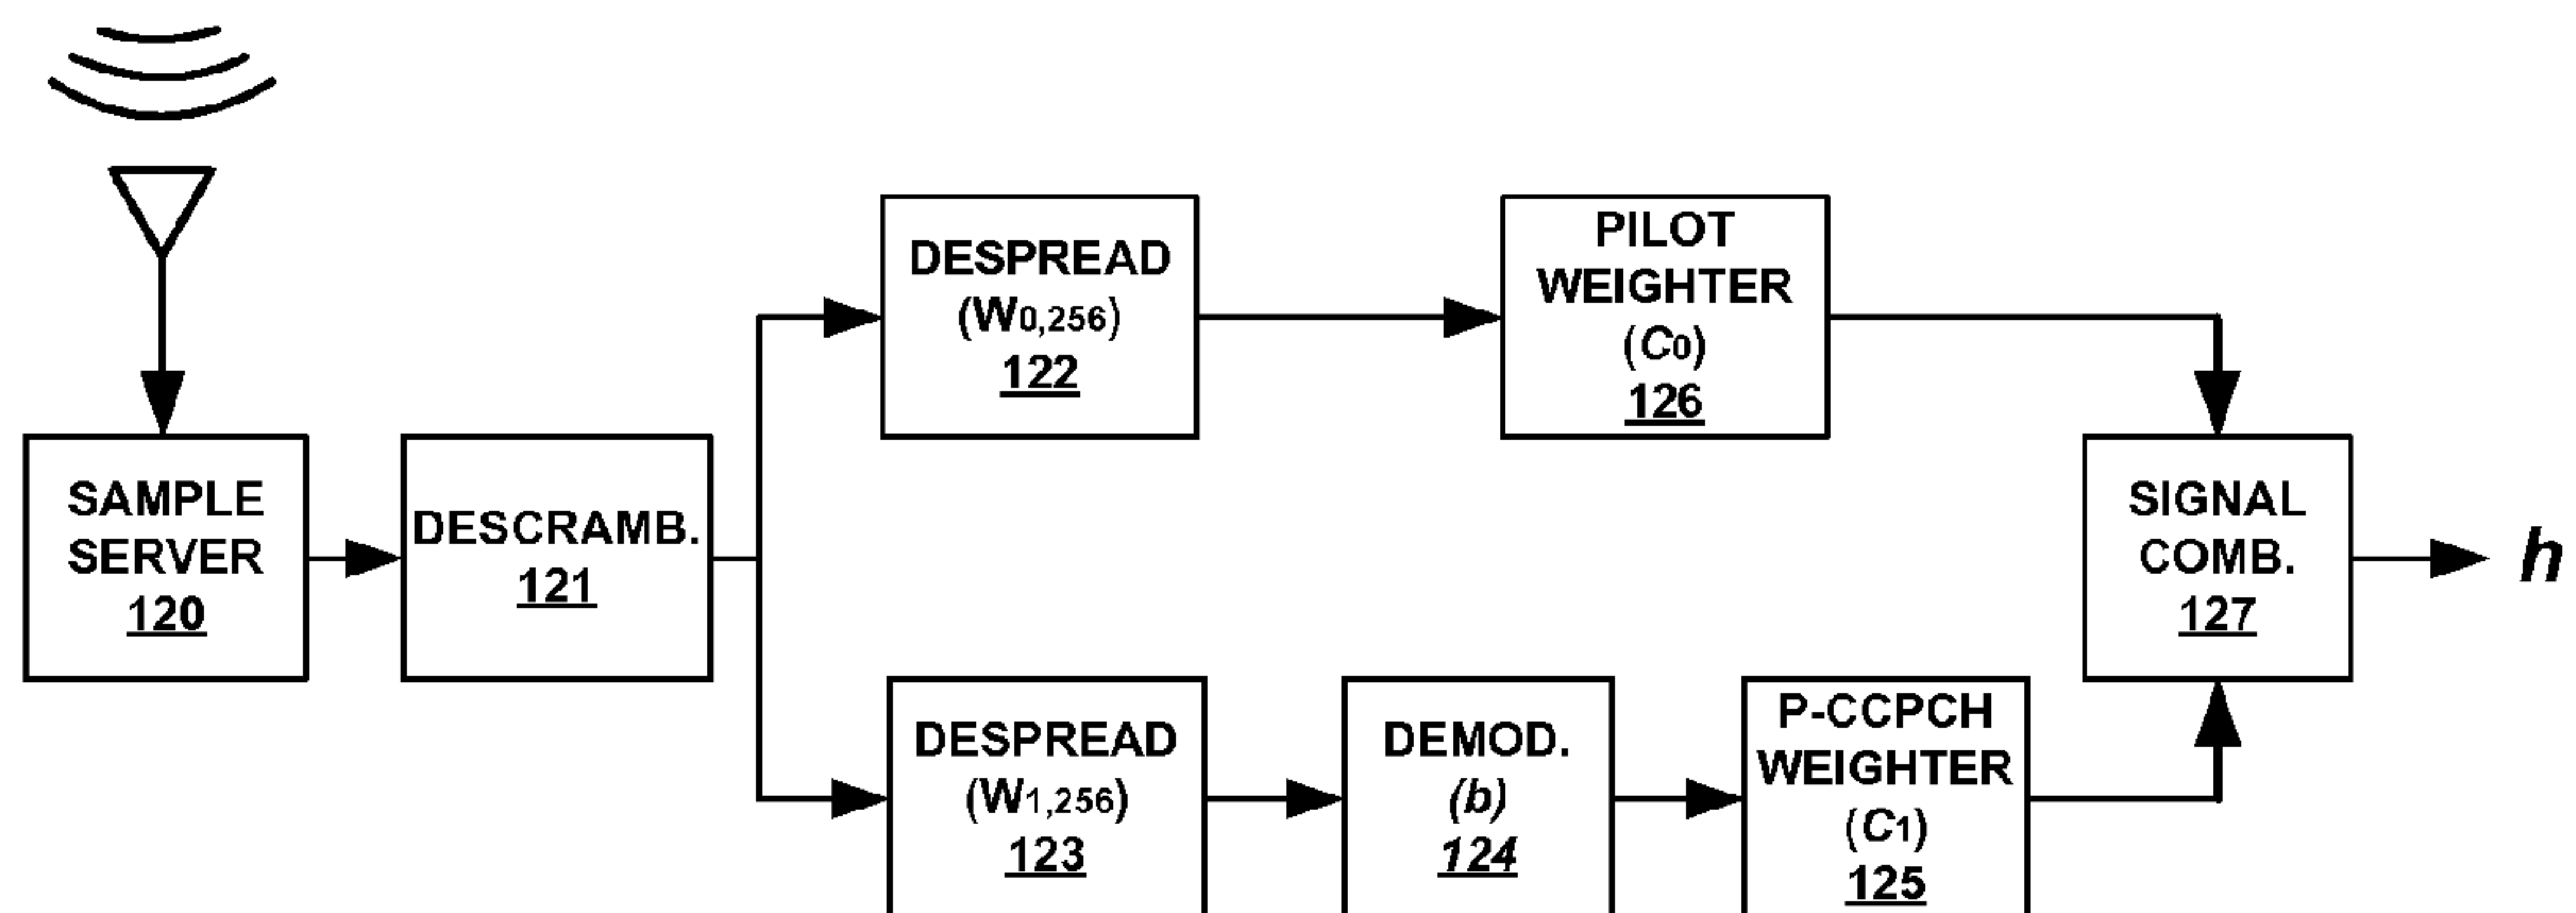 SAMPLE
SERVER
120
DESCRAMB.
121
DESPREAD
(W0,256)
122
PILOT
WEIGHTER
(C0)
126
DESPREAD
(W1,256)
123
DEMOD.
(b)
124
P-CCPCH
WEIGHTER
(C1)
125
SIGNAL
COMB.
127
h